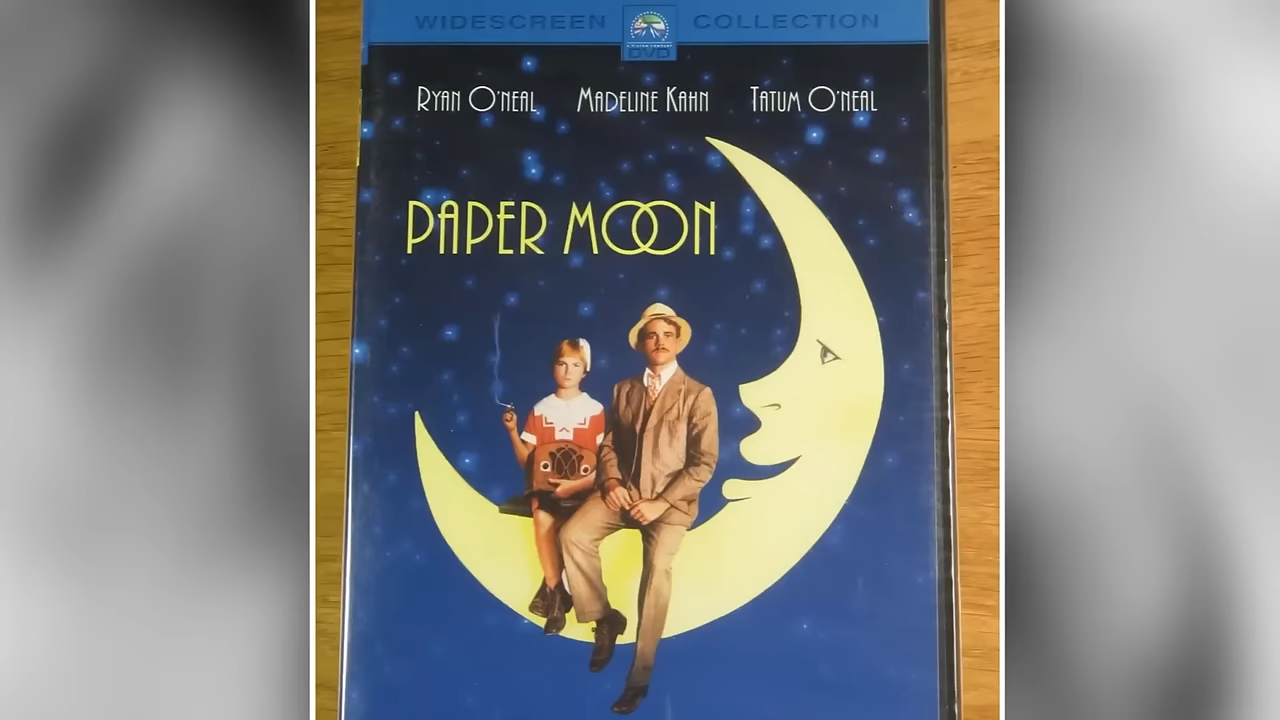 WIDESCREEN COLLECTION
DVD
RYAN O'NEAL MADELINE KAHN TATUM O'NEAL
PAPER MOON